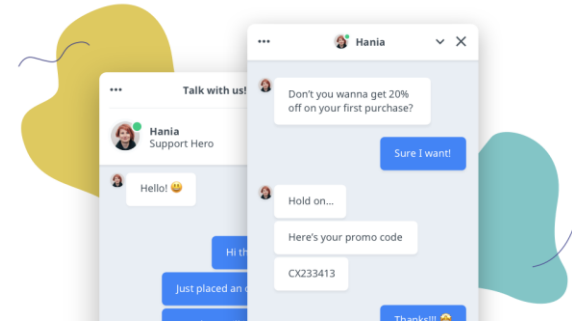 Talk with us!
Hania
Support Hero
Hello! 😃
Hi
Just placed an
Hania
Don't you wanna get 20%
off on your first purchase?
Sure I want!
Hold on...
Here's your promo code
CX233413
Thanks!!! 🤩